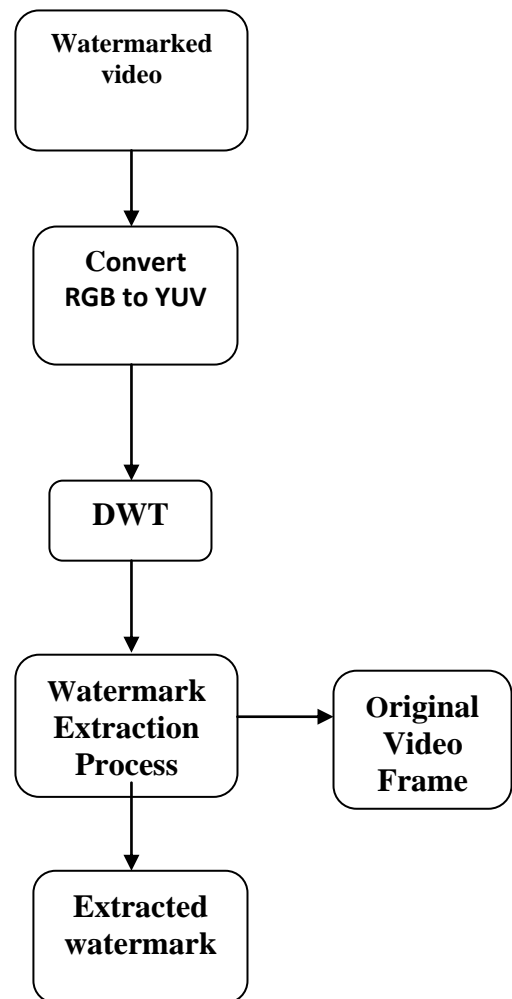 Watermarked
video
Convert
RGB to YUV
DWT
Watermark
Extraction
Process
Original
Video
Frame
Extracted
watermark